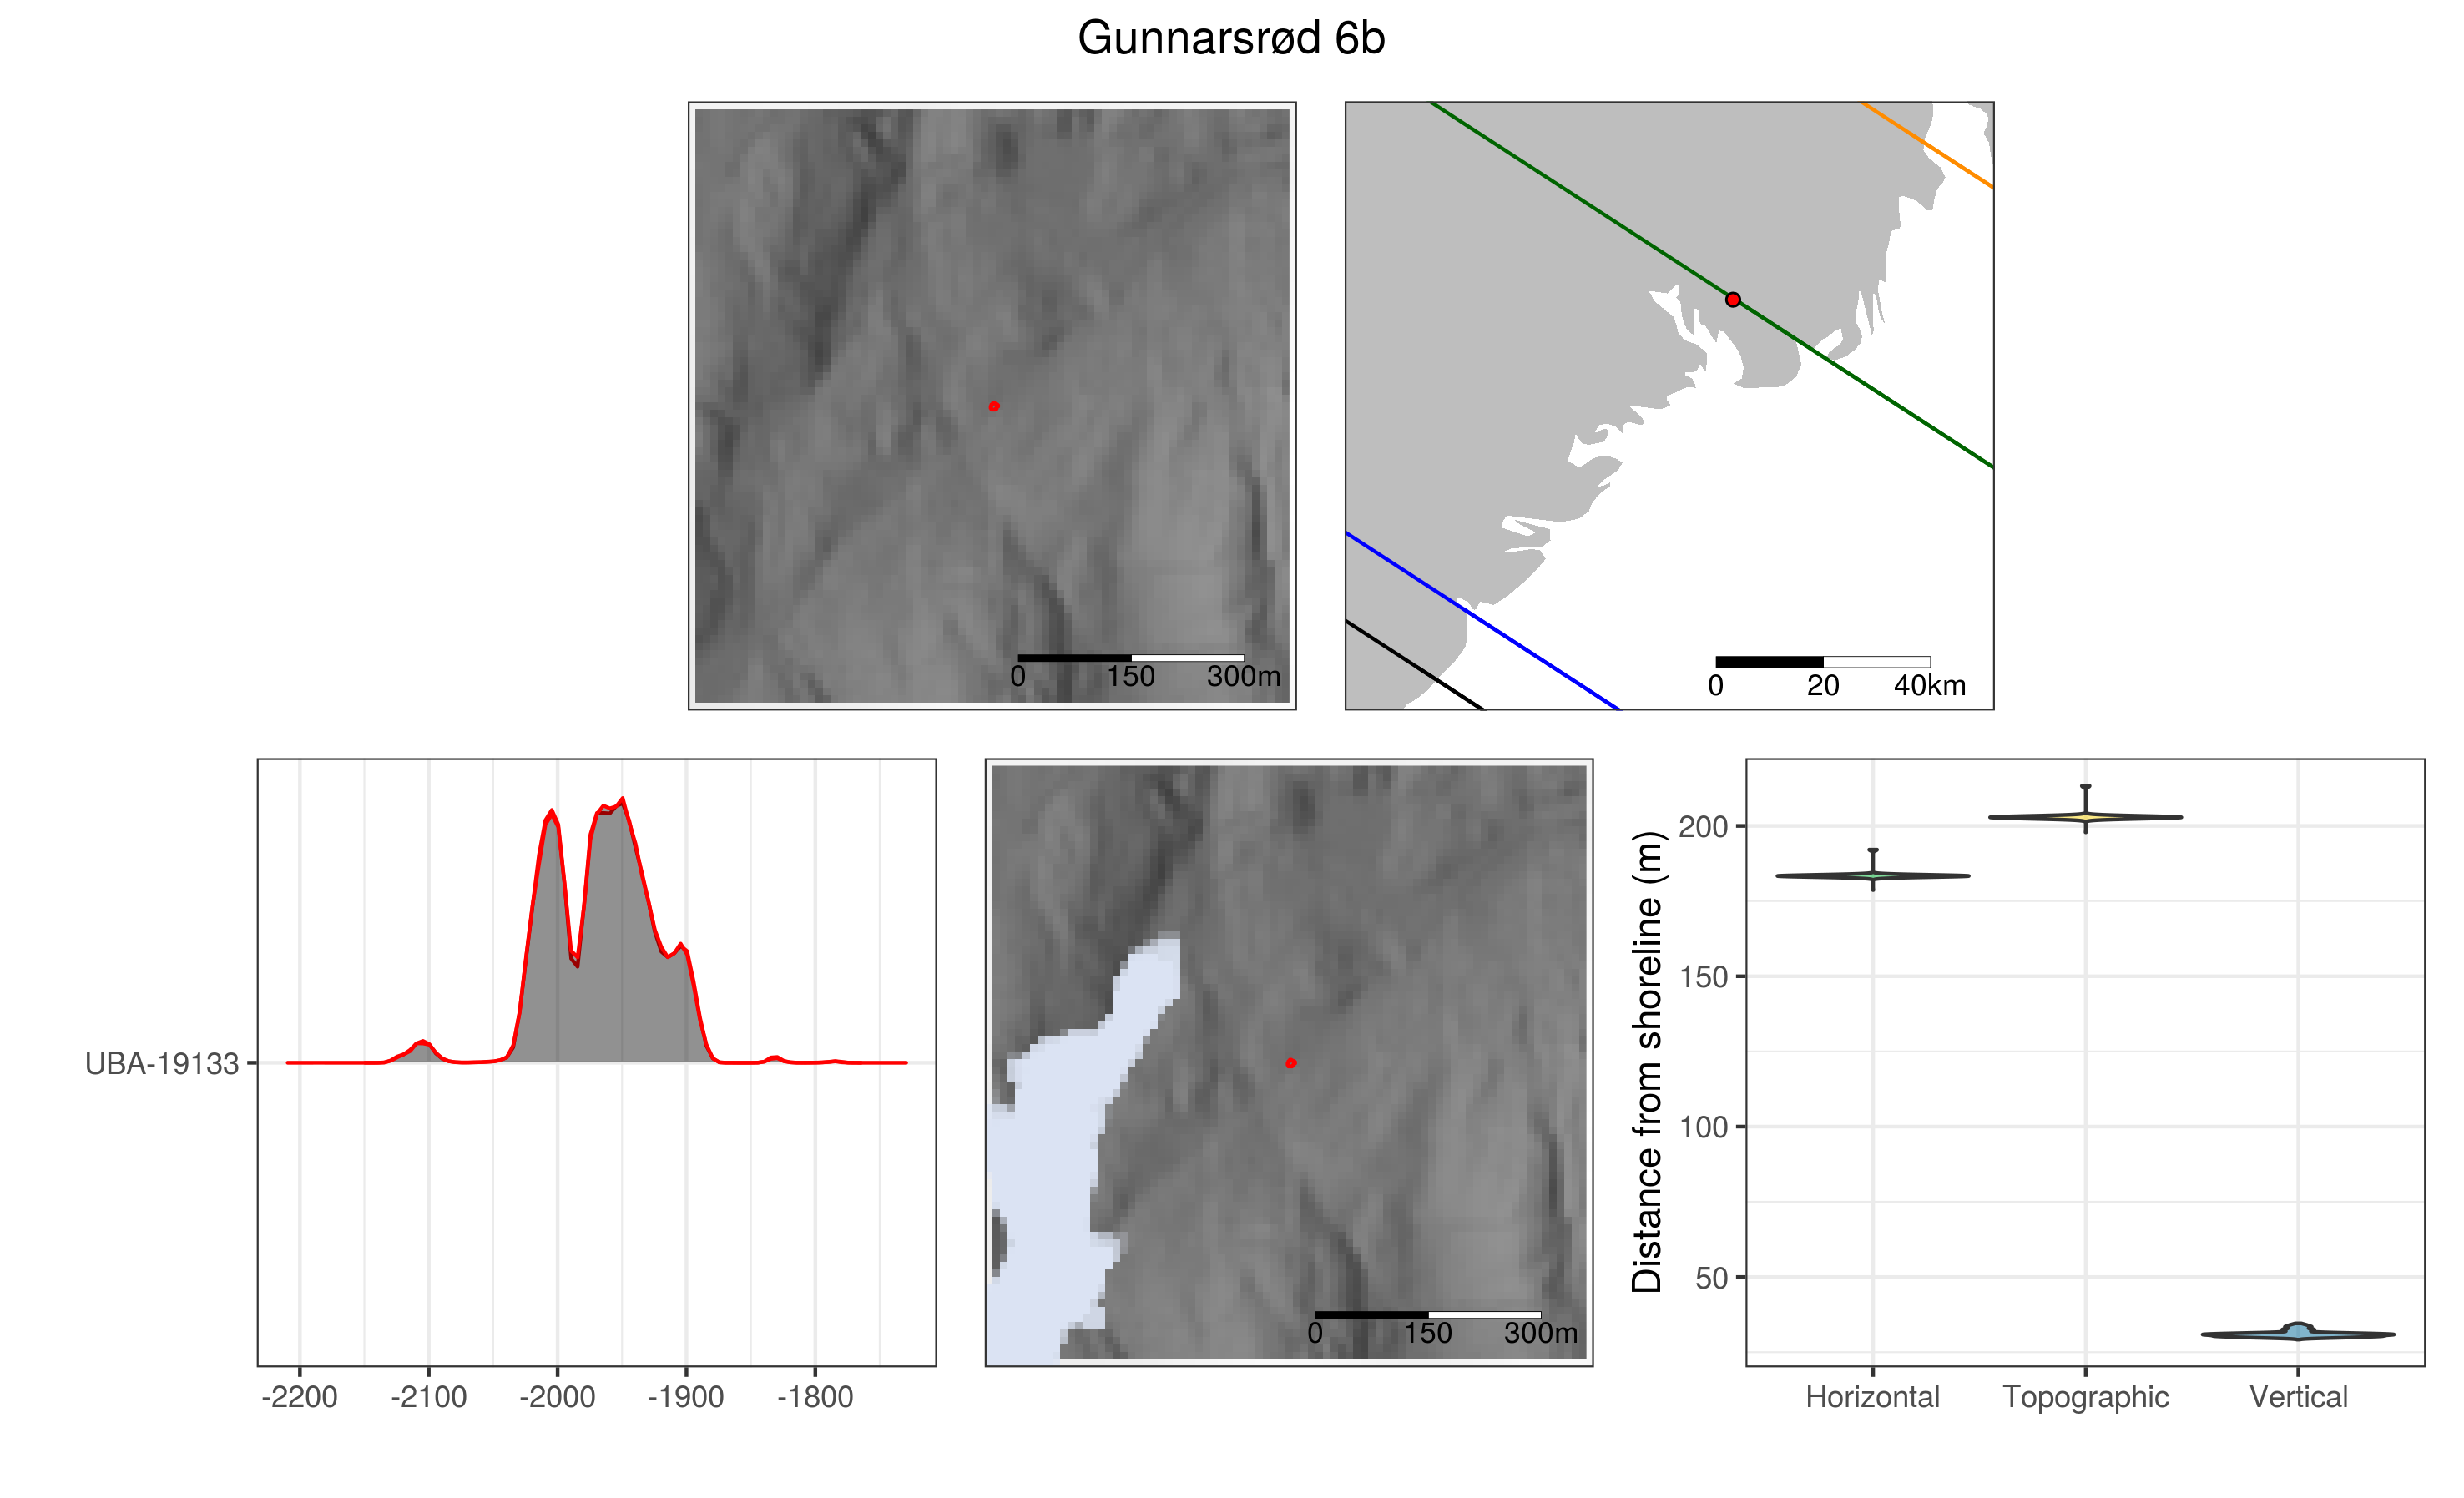 Gunnarsrød 6b
0 150 300m
0 20 40km
UBA-19133
-2200 -2100 -2000 -1900 -1800
0 150 300m
Distance from shoreline (m)
200
150
100
50
Horizontal Topographic Vertical